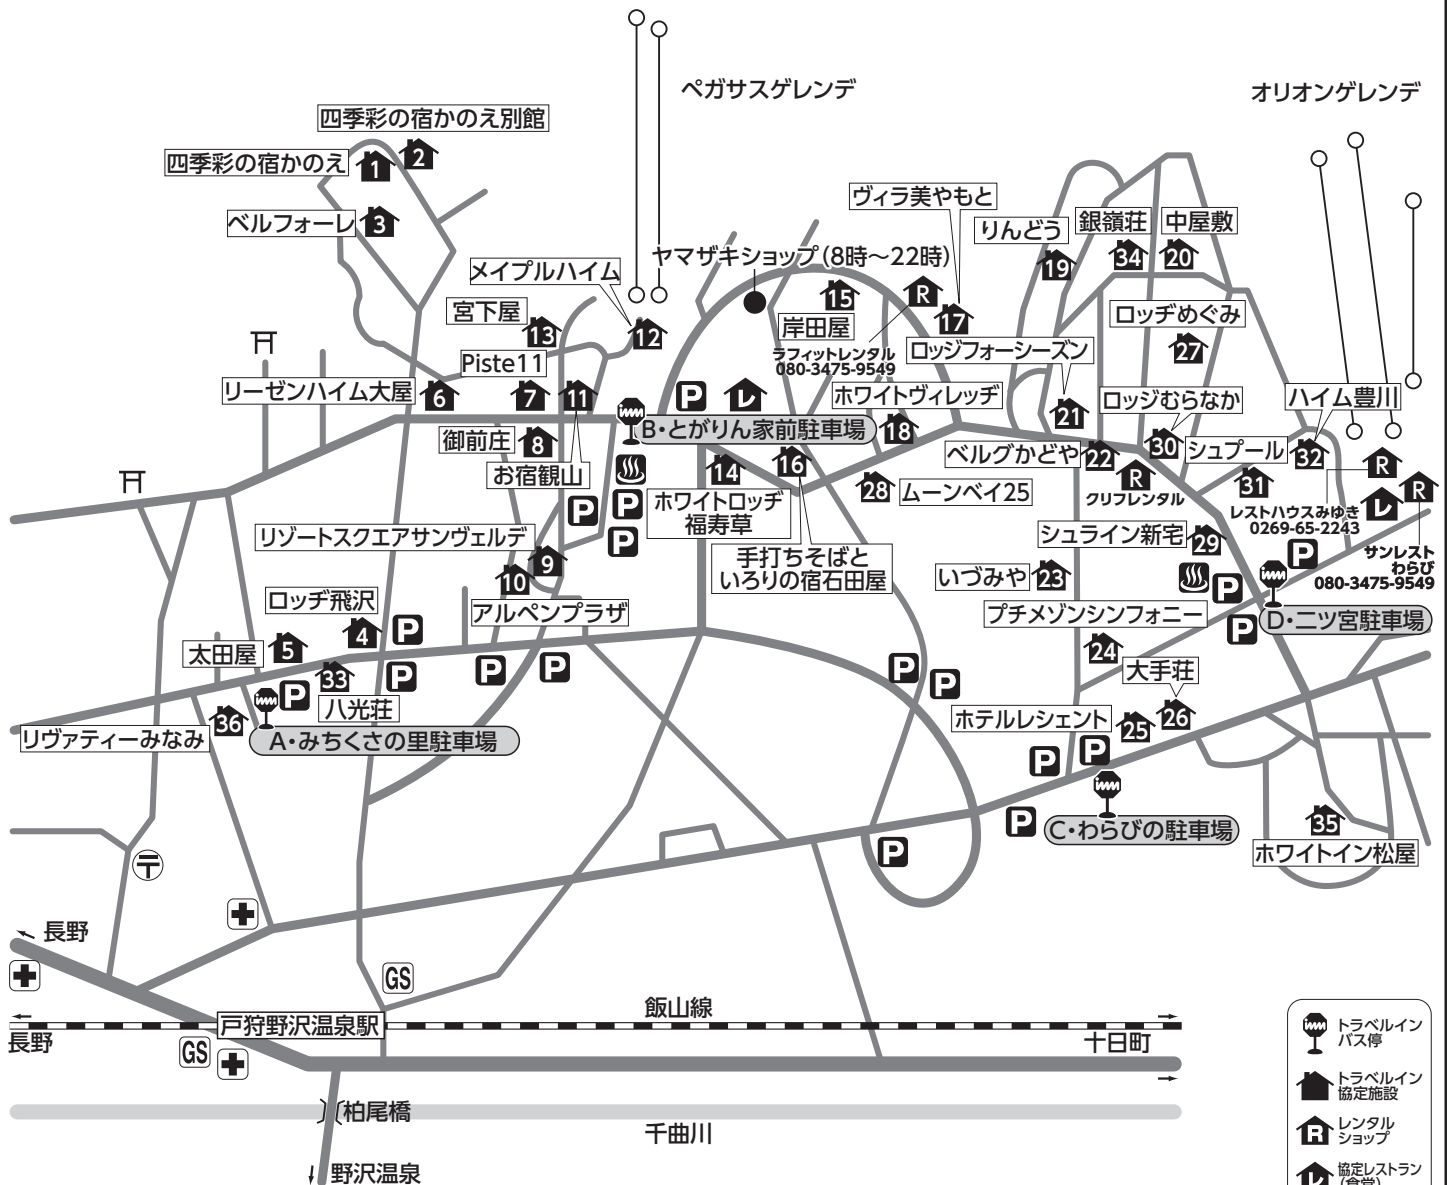 ペガサスゲレンデ
オリオンゲレンデ
四季彩の宿かのえ別館
2
四季彩の宿かのえ
1
ベルフォーレ
3
ヴィラ美やもと
17
りんどう
19
銀嶺荘
34
中屋敷
20
ヤマザキショップ(8時〜22時)
メイプルハイム
12
宮下屋
13
15
岸田屋
R
ラフィットレンタル
080-3475-9549
ロッヂめぐみ
27
ロッジフォーシーズン
21
Piste11
7
11
リーゼンハイム大屋
6
P
レ
ホワイトヴィレッヂ
18
ロッジむらなか
30
ハイム豊川
32
B・とがりん家前駐車場
御前庄
8
お宿観山
ベルグかどや
22
R
クリフレンタル
シュプール
31
R
レストハウスみゆき
0269-65-2243
レ
R
サンレスト
わらび
080-3475-9549
14
ホワイトロッヂ
福寿草
16
手打ちそばと
いろりの宿石田屋
28
ムーンベイ25
P
P
P
リゾートスクエアサンヴェルデ
9
10
アルペンプラザ
シュライン新宅
29
いづみや
23
P
P
P
D・二ツ宮駐車場
プチメゾンシンフォニー
24
ロッヂ飛沢
4
P
太田屋
5
33
八光荘
P
P
P
P
P
P
大手荘
26
ホテルレシェント
25
リヴァティーみなみ
36
A・みちくさの里駐車場
P
P
P
C・わらびの駐車場
P
35
ホワイトイン松屋
〒
長野
GS
飯山線
戸狩野沢温泉駅
長野
十日町
GS
柏尾橋
千曲川
野沢温泉
トラベルイン
バス停
トラベルイン
協定施設
R
レンタル
ショップ
レ
協定レストラン
(食堂)